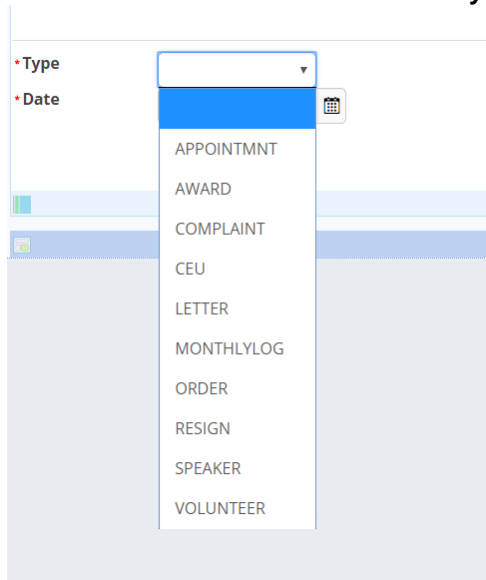 *Type
*Date
APPOINTMNT
AWARD
COMPLAINT
CEU
LETTER
MONTHLYLOG
ORDER
RESIGN
SPEAKER
VOLUNTEER